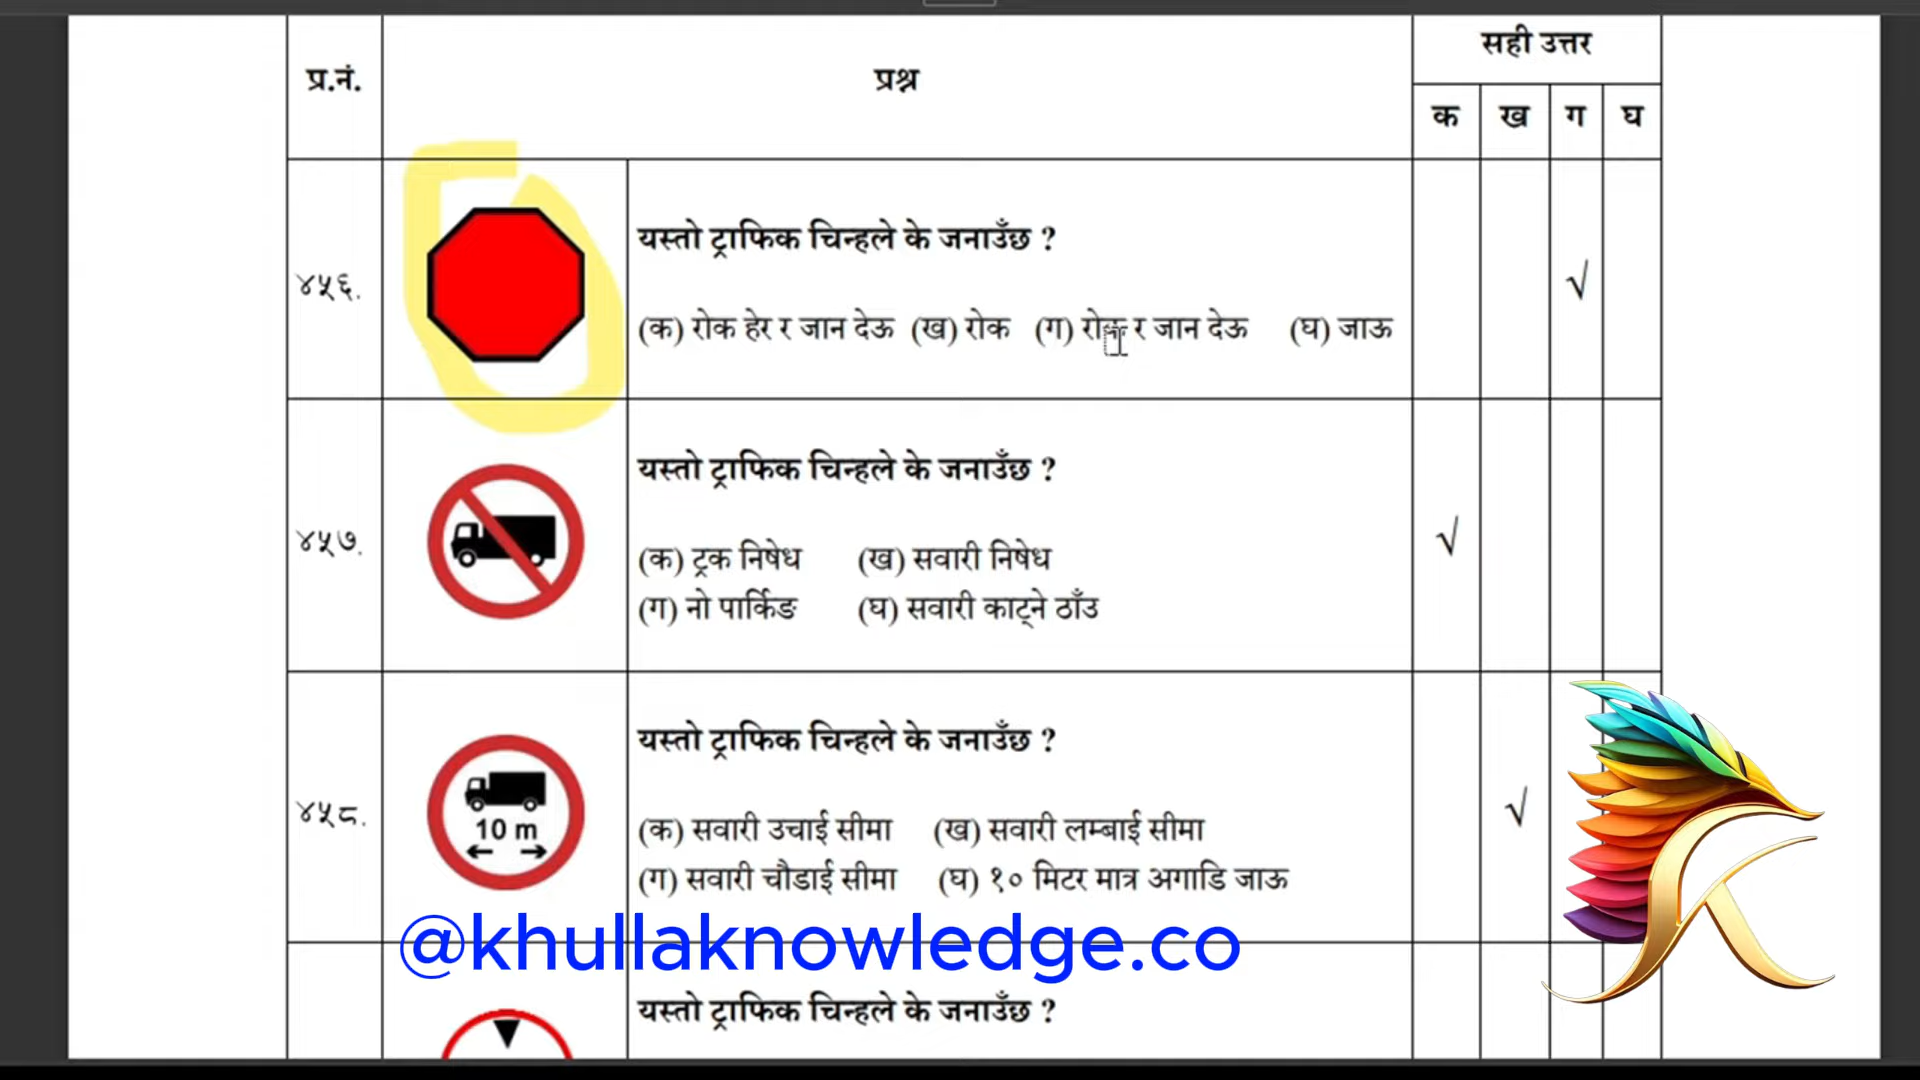 प्र.नं. प्रश्न सही उत्तर
क ख ग घ
४५६. यस्तो ट्राफिक चिन्हले के जनाउँछ ? √
(क) रोक हेर र जान देऊ (ख) रोक (ग) रोक र जान देऊ (घ) जाऊ
४५७. यस्तो ट्राफिक चिन्हले के जनाउँछ ? √
(क) ट्रक निषेध (ख) सवारी निषेध
(ग) नो पार्किङ (घ) सवारी काट्ने ठाँउ
४५८. यस्तो ट्राफिक चिन्हले के जनाउँछ ? √
10 m
(क) सवारी उचाई सीमा (ख) सवारी लम्बाई सीमा
(ग) सवारी चौडाई सीमा (घ) १० मिटर मात्र अगाडि जाऊ
@khullaknowledge.co
यस्तो ट्राफिक चिन्हले के जनाउँछ ?